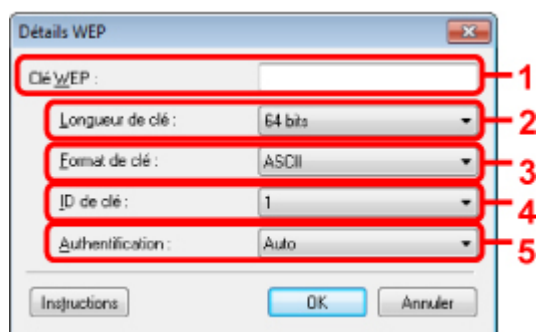 Détails WEP
Clé WEP : 1
Longueur de clé : 64 bits 2
Format de clé : ASCII 3
ID de clé : 1 4
Authentification : Auto 5
Instructions OK Annuler